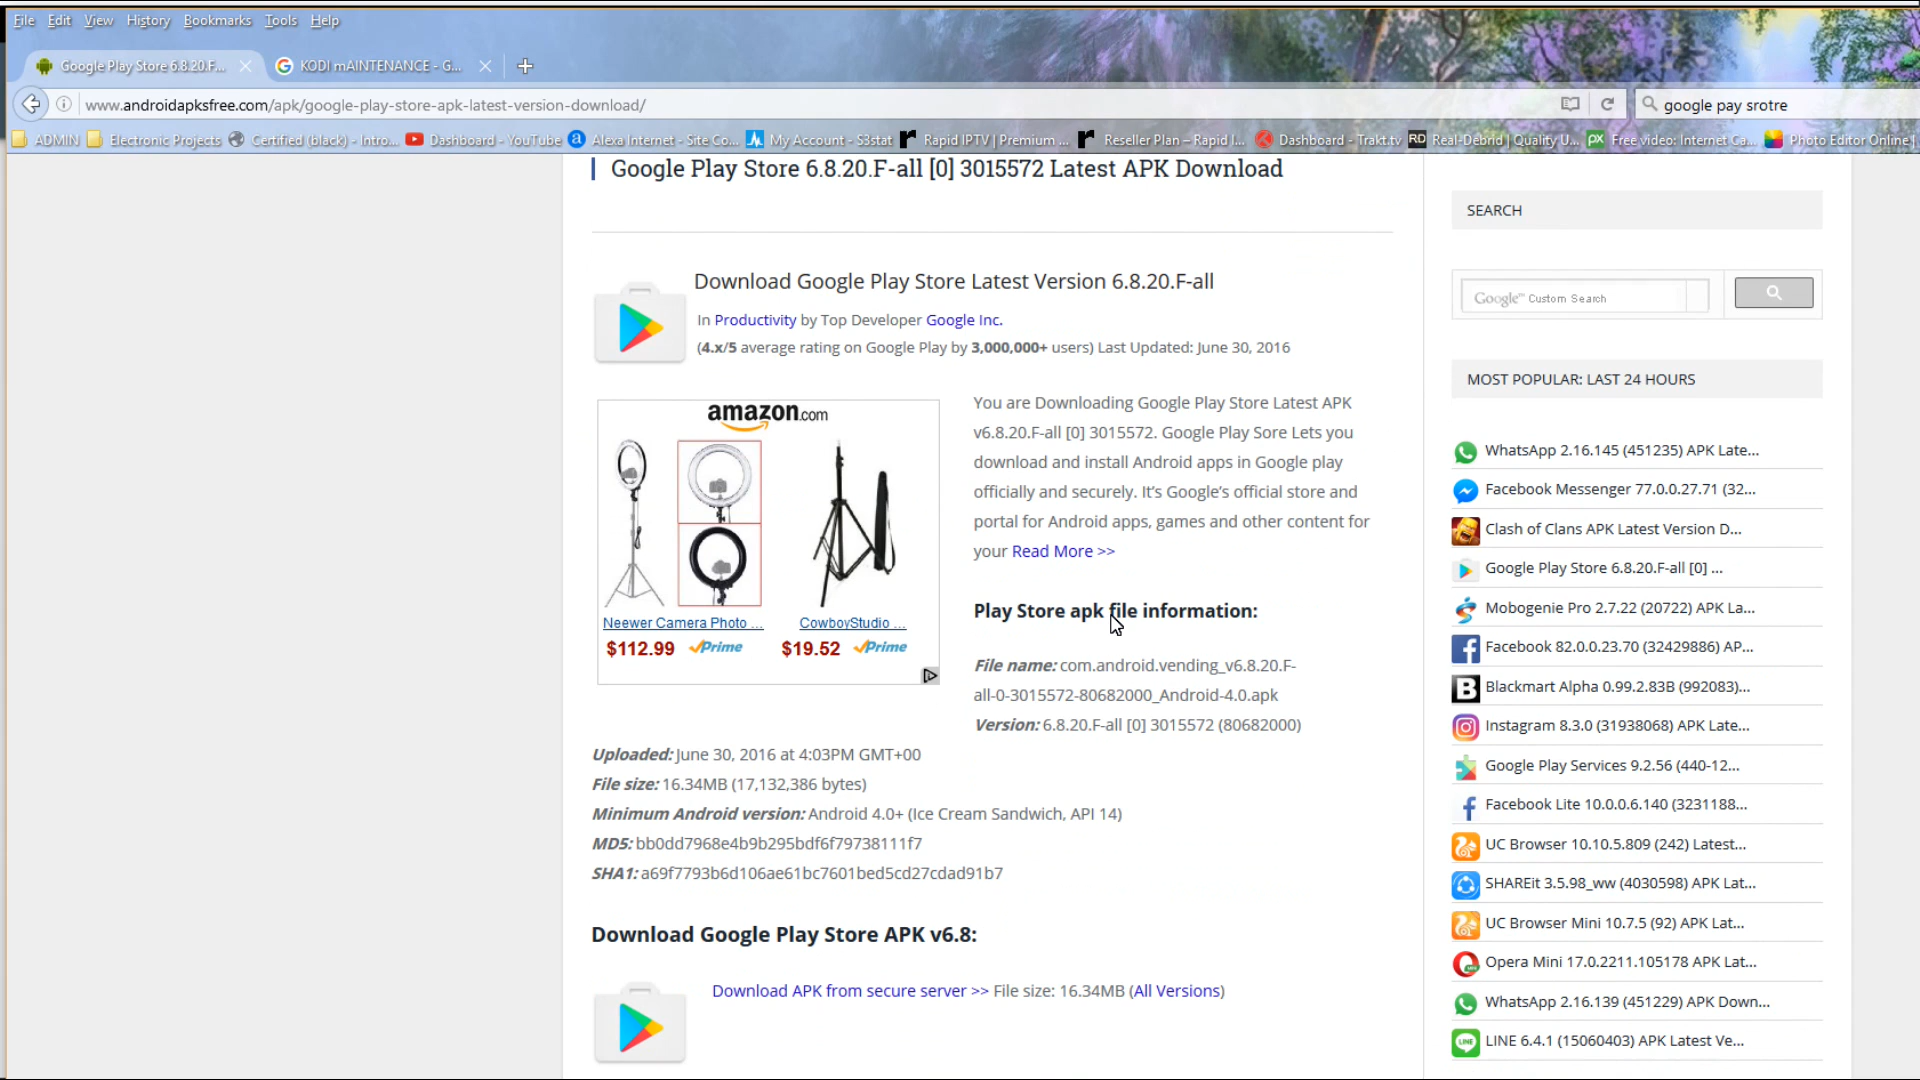 File Edit View History Bookmarks Tools Help
Google Play Store 6.8.20.F...
KODI mAINTENANCE - G...
www.androidapksfree.com/apk/google-play-store-apk-latest-version-download/
google pay srotre
ADMIN Electronic Projects Certified (black) - Intro... Dashboard - YouTube Alexa Internet - Site Co... My Account - S3stat Rapid IPTV | Premium ... Reseller Plan – Rapid I... Dashboard - Trakt.tv RD Real-Debrid | Quality U... px Free video: Internet Ca... Photo Editor Online |
Google Play Store 6.8.20.F-all [0] 3015572 Latest APK Download
Download Google Play Store Latest Version 6.8.20.F-all
In Productivity by Top Developer Google Inc.
(4.x/5 average rating on Google Play by 3,000,000+ users) Last Updated: June 30, 2016
amazon.com
Neewer Camera Photo ...
$112.99 Prime
CowboyStudio ...
$19.52 Prime
You are Downloading Google Play Store Latest APK
v6.8.20.F-all [0] 3015572. Google Play Sore Lets you
download and install Android apps in Google play
officially and securely. It's Google's official store and
portal for Android apps, games and other content for
your Read More >>
Play Store apk file information:
File name: com.android.vending_v6.8.20.F-
all-0-3015572-80682000_Android-4.0.apk
Version: 6.8.20.F-all [0] 3015572 (80682000)
Uploaded: June 30, 2016 at 4:03PM GMT+00
File size: 16.34MB (17,132,386 bytes)
Minimum Android version: Android 4.0+ (Ice Cream Sandwich, API 14)
MD5: bb0dd7968e4b9b295bdf6f79738111f7
SHA1: a69f7793b6d106ae61bc7601bed5cd27cdad91b7
Download Google Play Store APK v6.8:
Download APK from secure server >> File size: 16.34MB (All Versions)
SEARCH
Google™ Custom Search
MOST POPULAR: LAST 24 HOURS
WhatsApp 2.16.145 (451235) APK Late...
Facebook Messenger 77.0.0.27.71 (32...
Clash of Clans APK Latest Version D...
Google Play Store 6.8.20.F-all [0] ...
Mobogenie Pro 2.7.22 (20722) APK La...
Facebook 82.0.0.23.70 (32429886) AP...
Blackmart Alpha 0.99.2.83B (992083)...
Instagram 8.3.0 (31938068) APK Late...
Google Play Services 9.2.56 (440-12...
Facebook Lite 10.0.0.6.140 (3231188...
UC Browser 10.10.5.809 (242) Latest...
SHAREit 3.5.98_ww (4030598) APK Lat...
UC Browser Mini 10.7.5 (92) APK Lat...
Opera Mini 17.0.2211.105178 APK Lat...
WhatsApp 2.16.139 (451229) APK Down...
LINE 6.4.1 (15060403) APK Latest Ve...